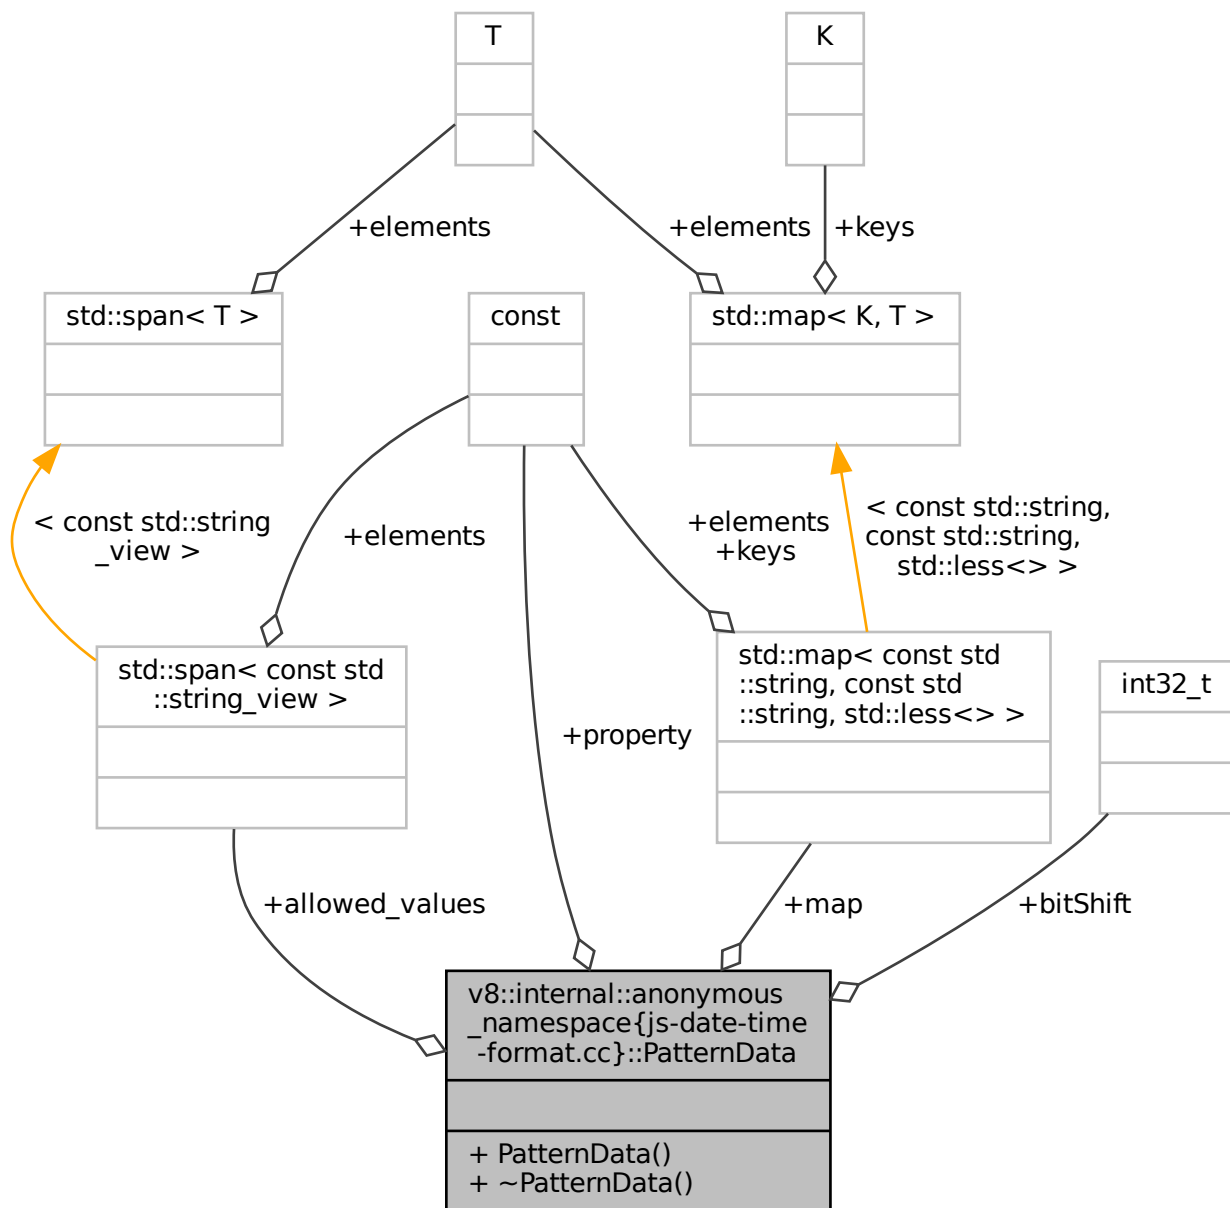 T
K
+elements
+elements
+keys
std::span< T >
const
std::map< K, T >
< const std::string
_view >
+elements
+elements
+keys
< const std::string,
const std::string,
std::less<> >
std::span< const std
::string_view >
+property
std::map< const std
::string, const std
::string, std::less<> >
int32_t
+allowed_values
+map
+bitShift
v8::internal::anonymous
_namespace{js-date-time
-format.cc}::PatternData
+ PatternData()
+ ~PatternData()